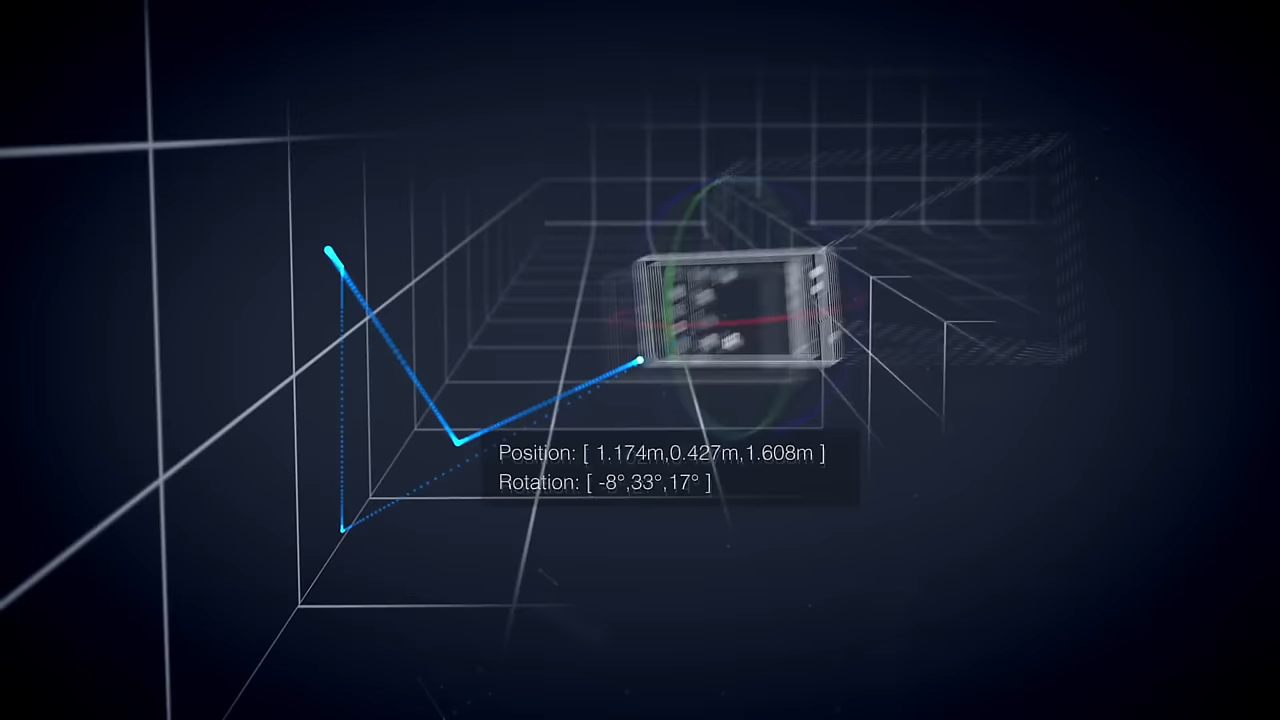 Position: [ 1.174m,0.427m,1.608m ]
Rotation: [ -8°,33°,17° ]